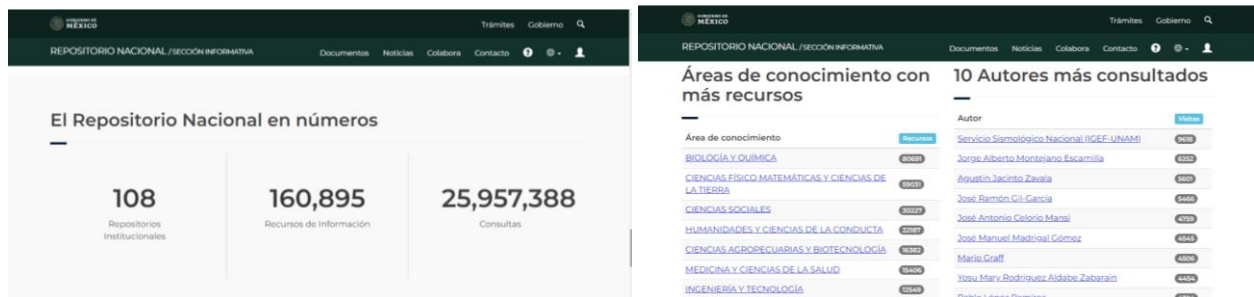 GOBIERNO DE
MÉXICO
Trámites Gobierno
REPOSITORIO NACIONAL / SECCIÓN INFORMATIVA
Documentos Noticias Colabora Contacto
El Repositorio Nacional en números
108
Repositorios
Institucionales
160,895
Recursos de Información
25,957,388
Consultas
GOBIERNO DE
MÉXICO
Trámites Gobierno
REPOSITORIO NACIONAL / SECCIÓN INFORMATIVA
Documentos Noticias Colabora Contacto
Áreas de conocimiento con
más recursos
Área de conocimiento Recursos
BIOLOGÍA Y QUÍMICA 80691
CIENCIAS FÍSICO MATEMÁTICAS Y CIENCIAS DE
LA TIERRA 59031
CIENCIAS SOCIALES 30227
HUMANIDADES Y CIENCIAS DE LA CONDUCTA 22187
CIENCIAS AGROPECUARIAS Y BIOTECNOLOGÍA 16382
MEDICINA Y CIENCIAS DE LA SALUD 15406
INGENIERÍA Y TECNOLOGÍA 12549
10 Autores más consultados
Autor Visitas
Servicio Sismológico Nacional (IGEF-UNAM) 9618
Jorge Alberto Montejano Escamilla 6252
Agustín Jacinto Zavala 5601
José Ramón Gil-García 5466
José Antonio Celorio Mansi 4759
José Manuel Madrigal Gómez 4545
Mario Graff 4506
Yosu Mary Rodríguez Aldabe Zabarain 4454